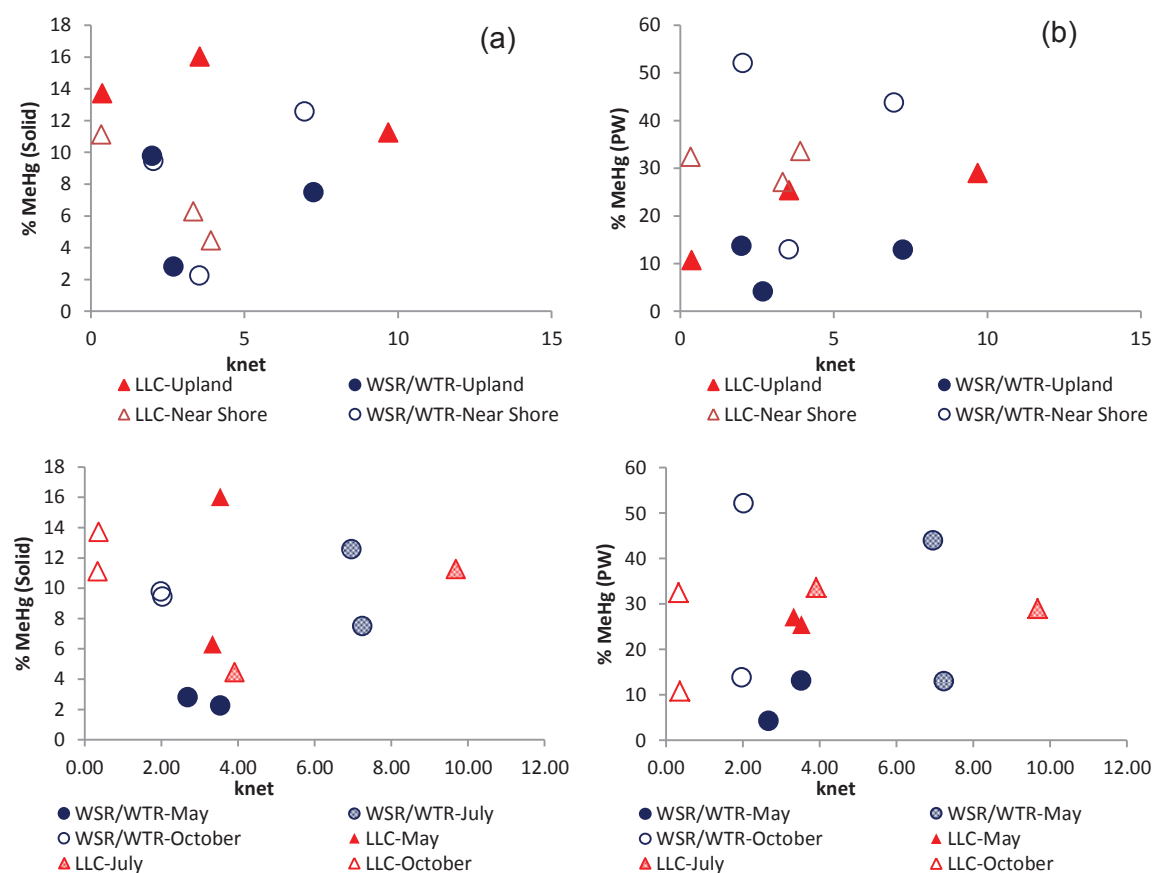 (a)
% MeHg (Solid)
18
16
14
12
10
8
6
4
2
0
0 5 10 15
knet
LLC-Upland WSR/WTR-Upland
LLC-Near Shore WSR/WTR-Near Shore
(b)
% MeHg (PW)
60
50
40
30
20
10
0
0 5 10 15
knet
LLC-Upland WSR/WTR-Upland
LLC-Near Shore WSR/WTR-Near Shore
% MeHg (Solid)
18
16
14
12
10
8
6
4
2
0
0.00 2.00 4.00 6.00 8.00 10.00 12.00
knet
WSR/WTR-May WSR/WTR-July
WSR/WTR-October LLC-May
LLC-July LLC-October
% MeHg (PW)
60
50
40
30
20
10
0
0.00 2.00 4.00 6.00 8.00 10.00 12.00
knet
WSR/WTR-May WSR/WTR-May
WSR/WTR-October LLC-May
LLC-July LLC-October